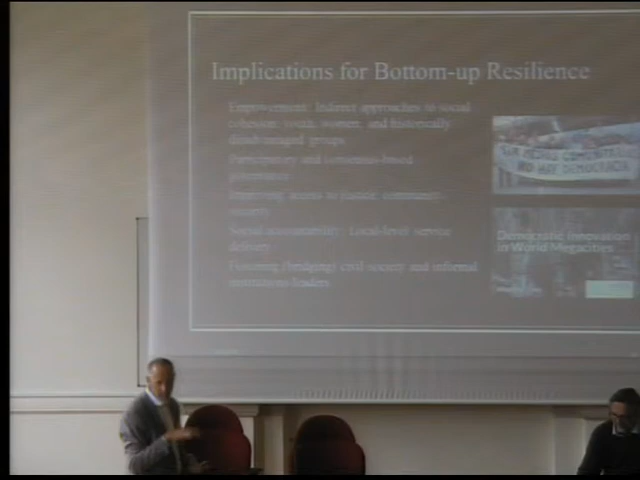 Implications for Bottom-up Resilience
Empowerment: Indirect approaches to social
cohesion: youth, women, and historically
disadvantaged groups
Participatory and consensus-based
governance
Improving access to justice, community
security
Social accountability: Local-level service
delivery
Fostering (bridging) civil-society and informal
institutions/leaders
Democratic Innovation
in World Megacities